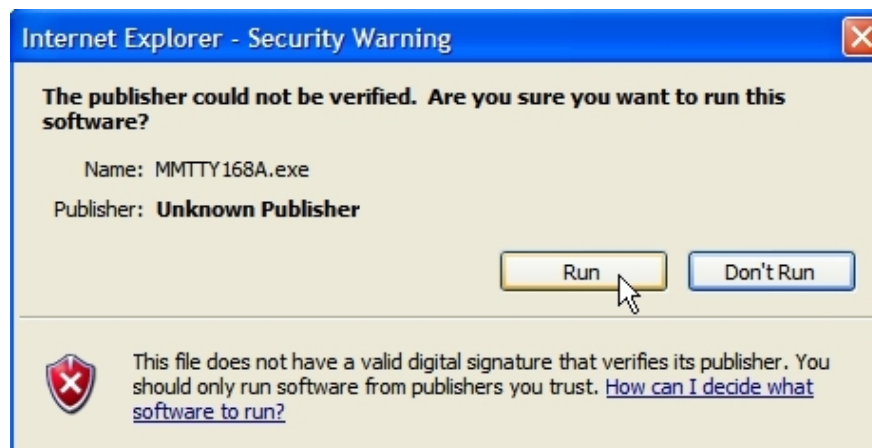 Internet Explorer - Security Warning
The publisher could not be verified. Are you sure you want to run this
software?
Name: MMTTY168A.exe
Publisher: Unknown Publisher
Run Don't Run
This file does not have a valid digital signature that verifies its publisher. You
should only run software from publishers you trust. How can I decide what
software to run?